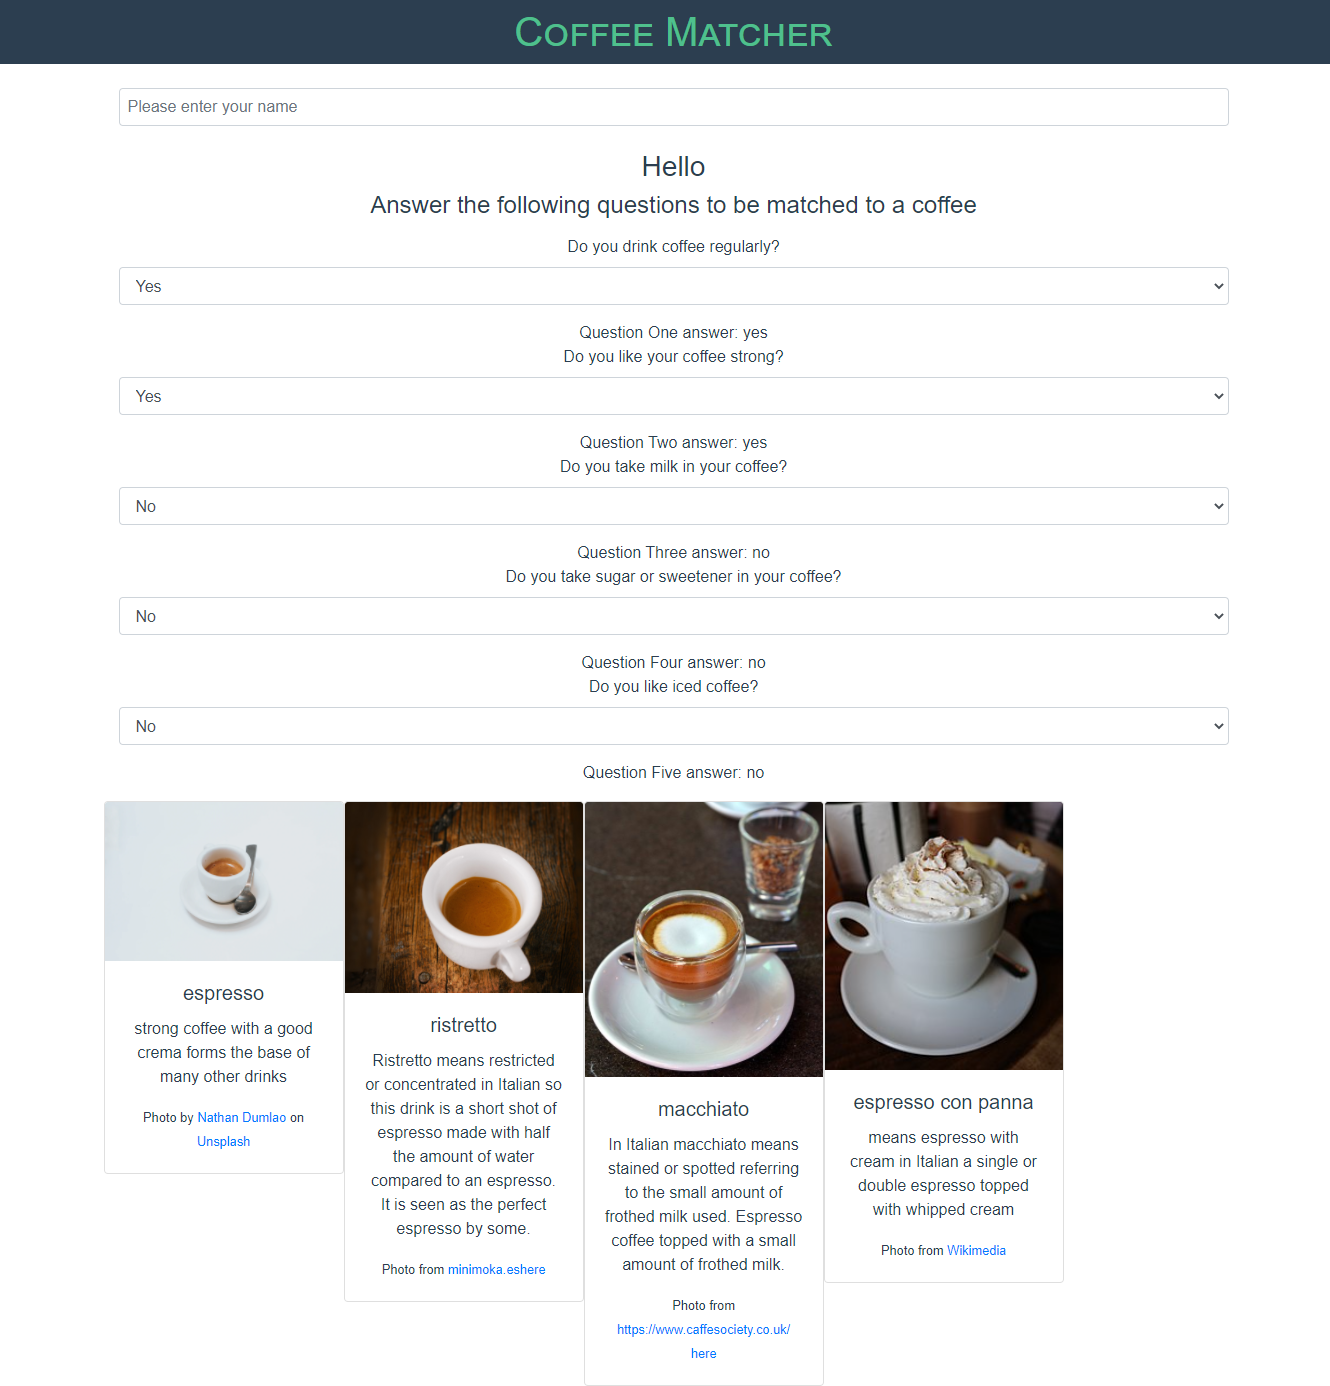 Coffee Matcher
Please enter your name
Hello
Answer the following questions to be matched to a coffee
Do you drink coffee regularly?
Yes
Question One answer: yes
Do you like your coffee strong?
Yes
Question Two answer: yes
Do you take milk in your coffee?
No
Question Three answer: no
Do you take sugar or sweetener in your coffee?
No
Question Four answer: no
Do you like iced coffee?
No
Question Five answer: no
espresso
strong coffee with a good
crema forms the base of
many other drinks
Photo by Nathan Dumlao on
Unsplash
ristretto
Ristretto means restricted
or concentrated in Italian so
this drink is a short shot of
espresso made with half
the amount of water
compared to an espresso.
It is seen as the perfect
espresso by some.
Photo from minimoka.eshere
macchiato
In Italian macchiato means
stained or spotted referring
to the small amount of
frothed milk used. Espresso
coffee topped with a small
amount of frothed milk.
Photo from
https://www.caffesociety.co.uk/
here
espresso con panna
means espresso with
cream in Italian a single or
double espresso topped
with whipped cream
Photo from Wikimedia